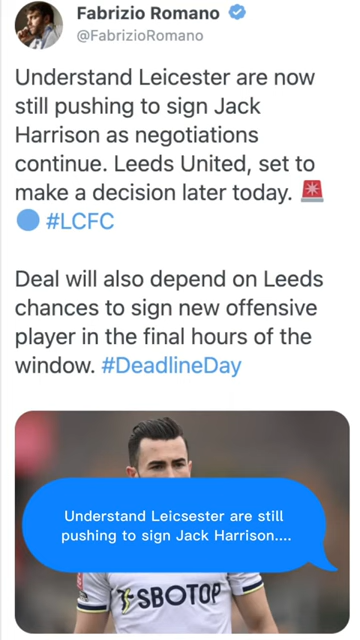 Fabrizio Romano
@FabrizioRomano
Understand Leicester are now
still pushing to sign Jack
Harrison as negotiations
continue. Leeds United, set to
make a decision later today. 🚨
🔵 #LCFC
Deal will also depend on Leeds
chances to sign new offensive
player in the final hours of the
window. #DeadlineDay
Understand Leicsester are still
pushing to sign Jack Harrison....
SBOTOP